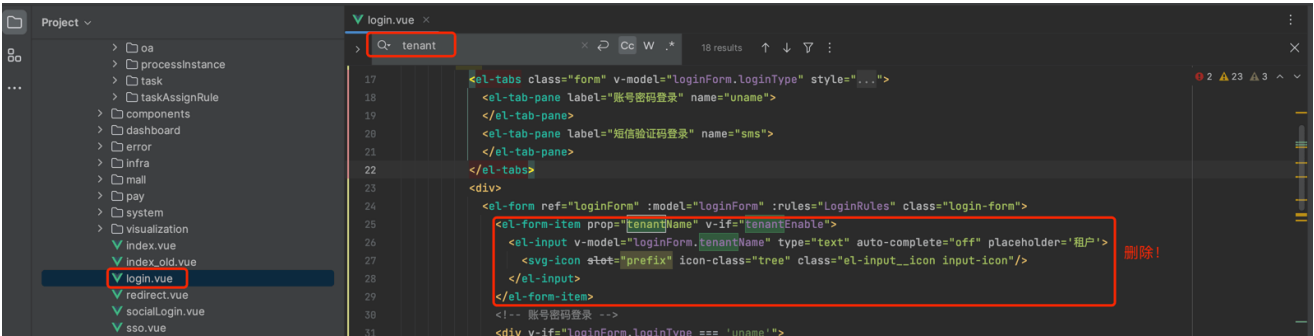 Project
login.vue
tenant
Cc W .*
18 results
oa
processInstance
task
taskAssignRule
components
dashboard
error
infra
mall
pay
system
visualization
index.vue
index_old.vue
login.vue
redirect.vue
socialLogin.vue
sso.vue
2 23 3
17 <el-tabs class="form" v-model="loginForm.loginType" style="...">
18 <el-tab-pane label="账号密码登录" name="uname">
19 </el-tab-pane>
20 <el-tab-pane label="短信验证码登录" name="sms">
21 </el-tab-pane>
22 </el-tabs>
23 <div>
24 <el-form ref="loginForm" :model="loginForm" :rules="LoginRules" class="login-form">
25 <el-form-item prop="tenantName" v-if="tenantEnable">
26 <el-input v-model="loginForm.tenantName" type="text" auto-complete="off" placeholder='租户'>
27 <svg-icon slot="prefix" icon-class="tree" class="el-input__icon input-icon"/>
28 </el-input>
29 </el-form-item>
30 <!-- 账号密码登录 -->
31 <div v-if="loginForm.loginType === 'uname'">
删除！